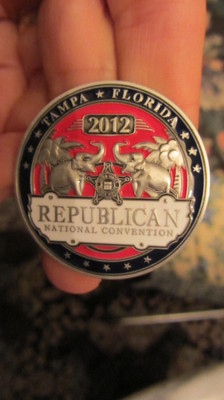 TAMPA ★ FLORIDA
2012
REPUBLICAN
NATIONAL CONVENTION